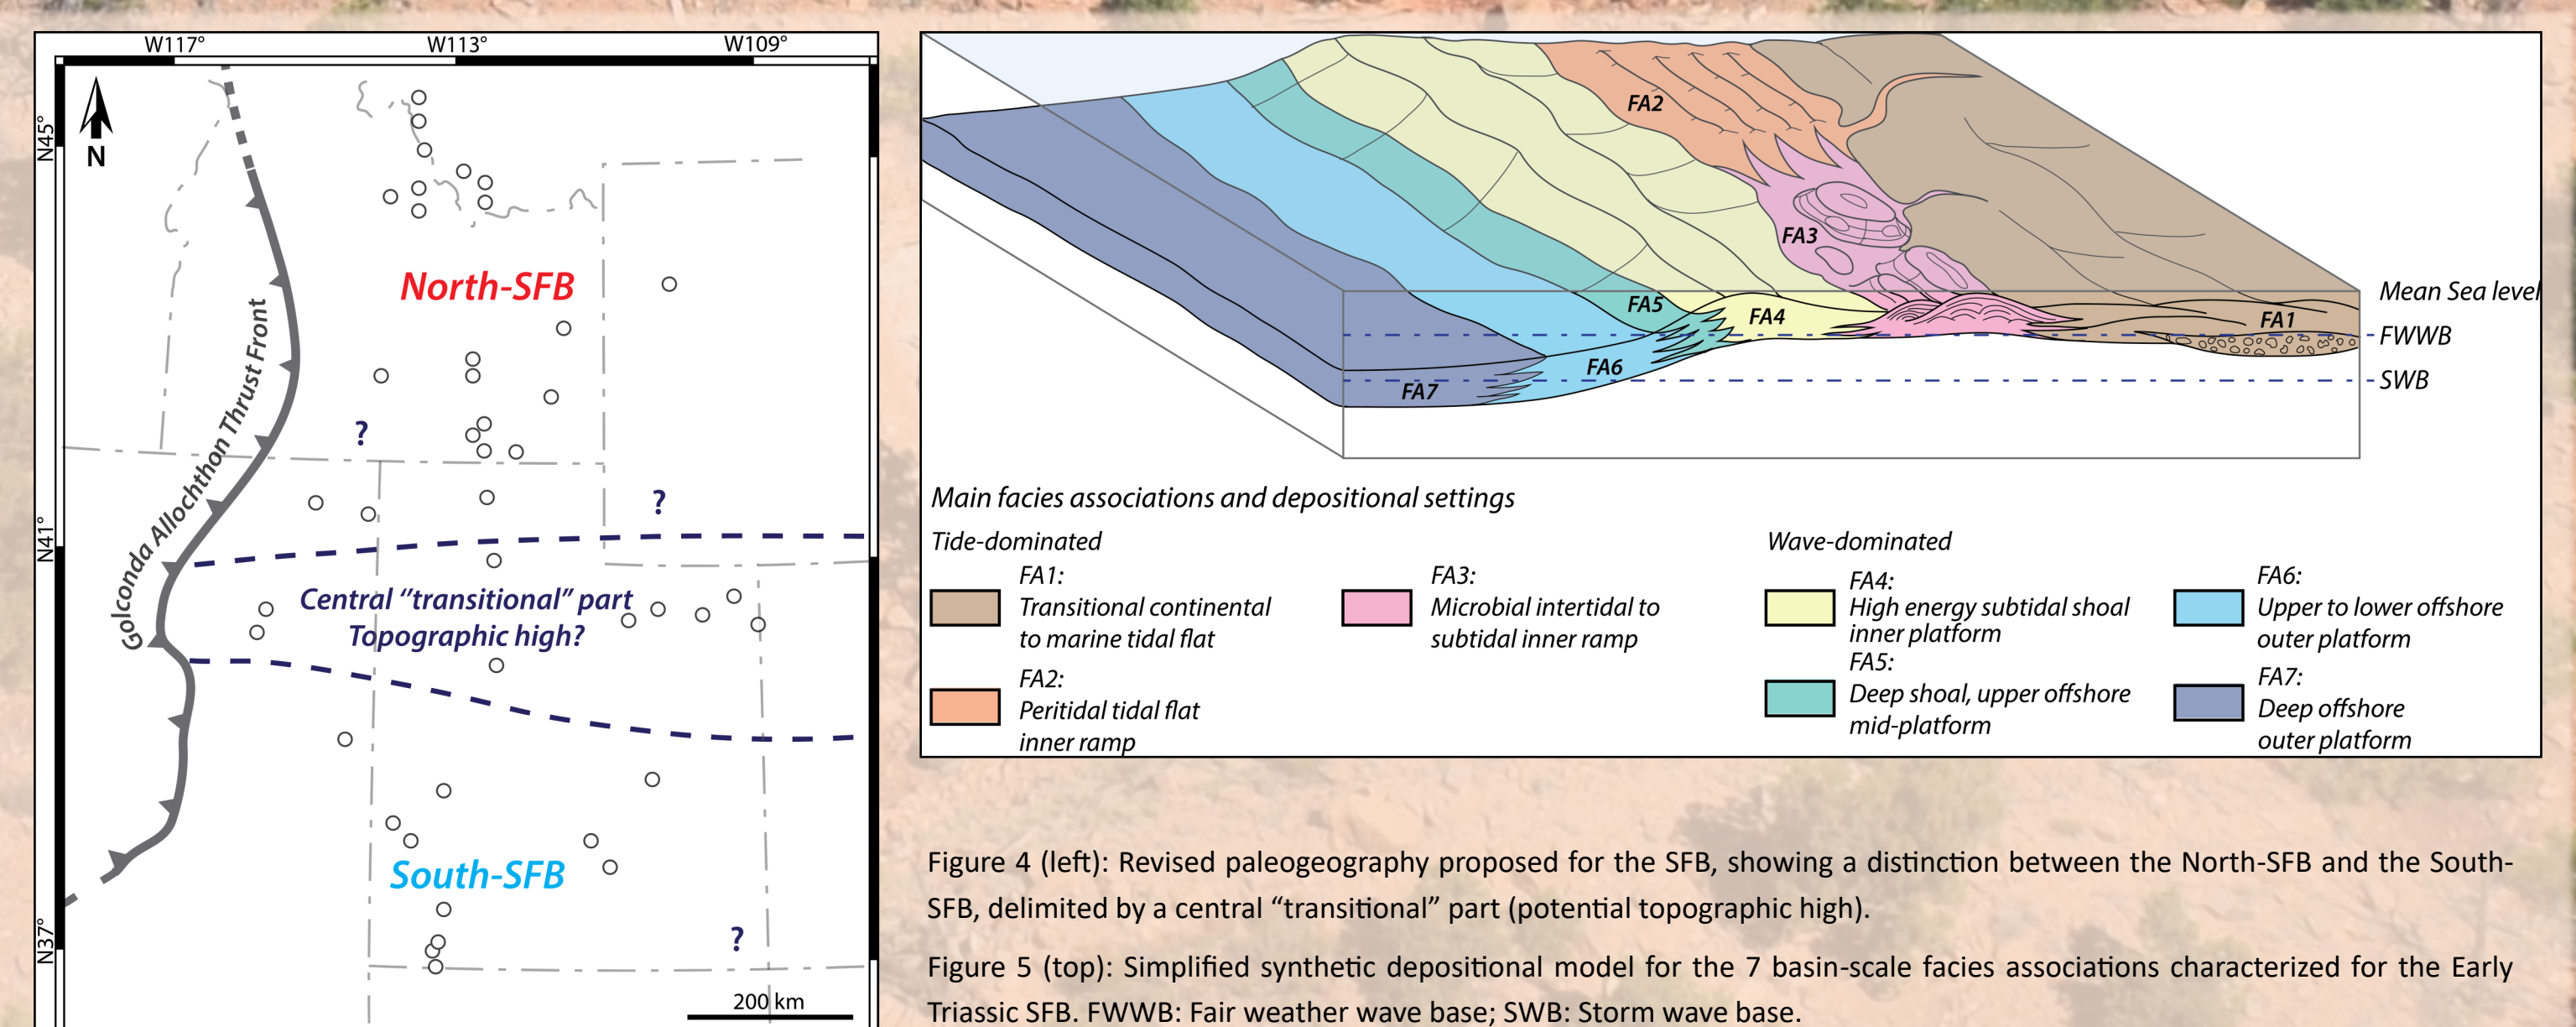 W117°
W113°
W109°
N45°
N
North-SFB
Golconda Allochthon Thrust Front
?
?
N41°
Central “transitional” part
Topographic high?
South-SFB
?
N37°
200 km
FA2
FA3
FA5
FA4
FA1
FA6
FA7
Mean Sea level
FWWB
SWB
Main facies associations and depositional settings
Tide-dominated
FA1:
Transitional continental
to marine tidal flat
FA2:
Peritidal tidal flat
inner ramp
FA3:
Microbial intertidal to
subtidal inner ramp
Wave-dominated
FA4:
High energy subtidal shoal
inner platform
FA5:
Deep shoal, upper offshore
mid-platform
FA6:
Upper to lower offshore
outer platform
FA7:
Deep offshore
outer platform
Figure 4 (left): Revised paleogeography proposed for the SFB, showing a distinction between the North-SFB and the South-
SFB, delimited by a central “transitional” part (potential topographic high).
Figure 5 (top): Simplified synthetic depositional model for the 7 basin-scale facies associations characterized for the Early
Triassic SFB. FWWB: Fair weather wave base; SWB: Storm wave base.